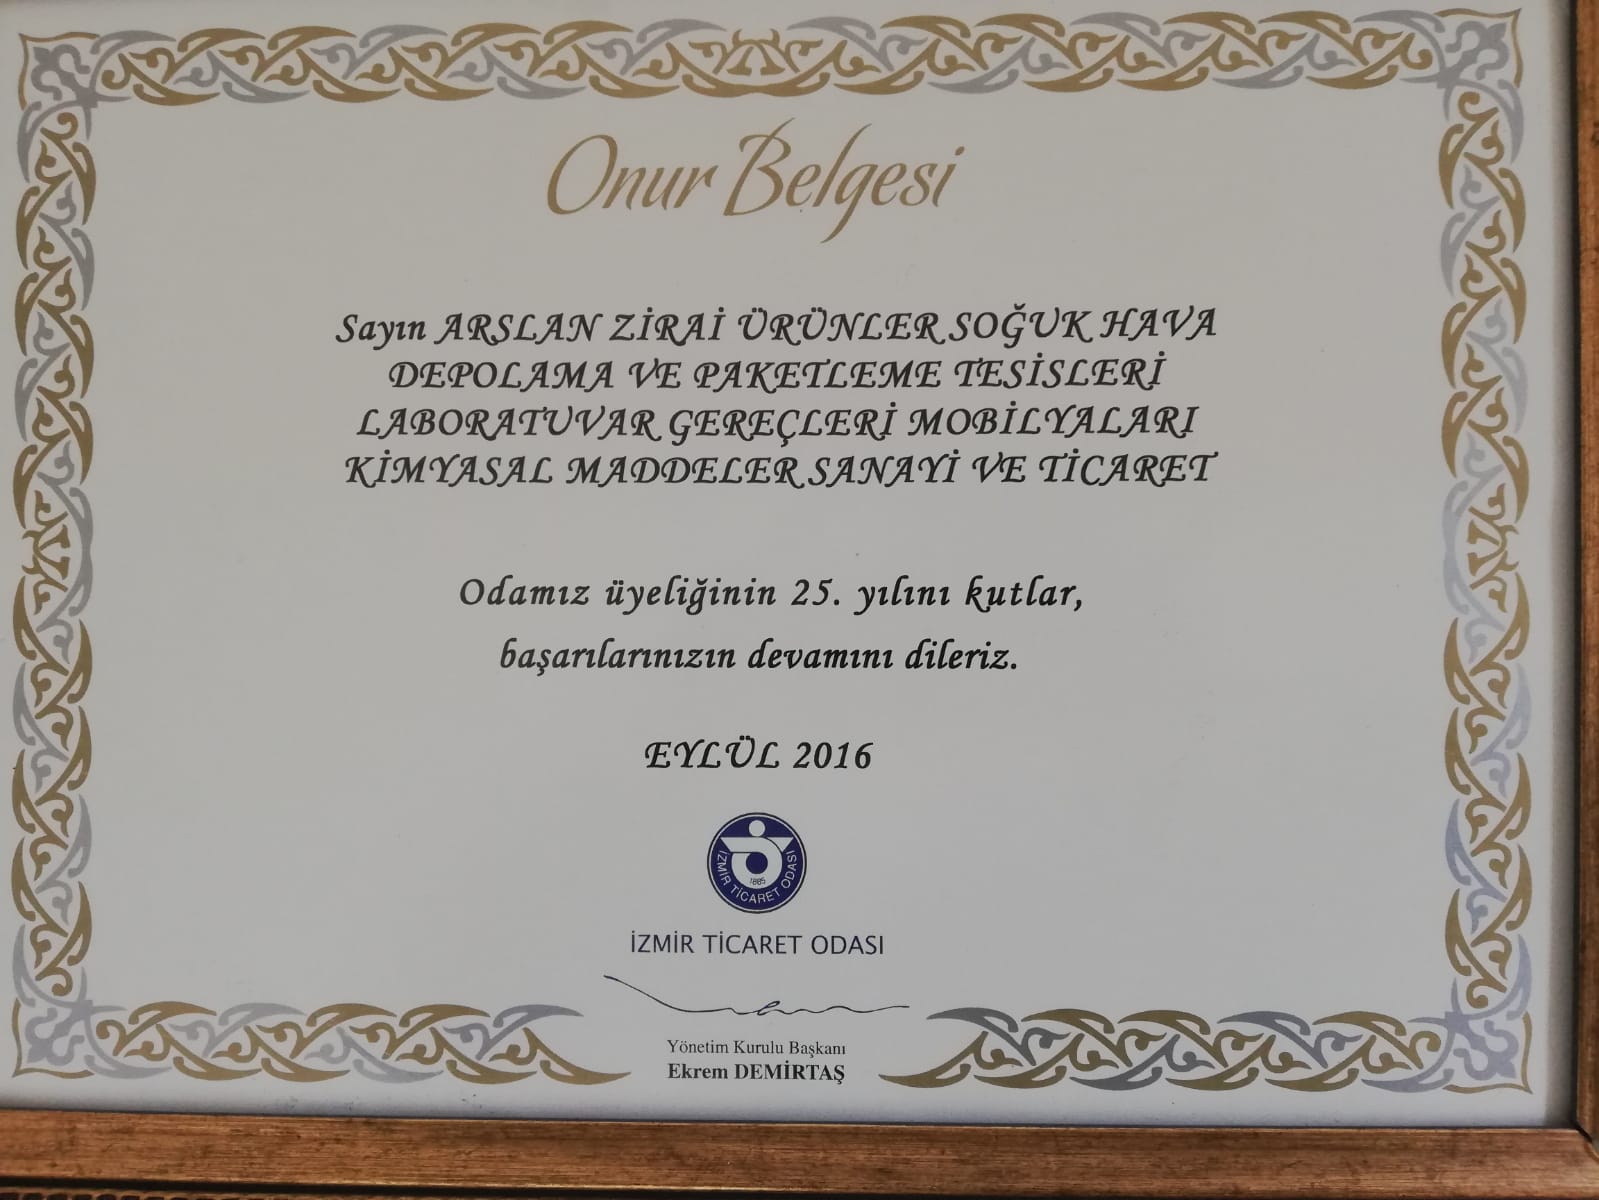 Onur Belgesi
Sayın ARSLAN ZİRAİ ÜRÜNLER SOĞUK HAVA
DEPOLAMA VE PAKETLEME TESİSLERİ
LABORATUVAR GEREÇLERİ MOBİLYALARI
KİMYASAL MADDELER SANAYİ VE TİCARET
Odamız üyeliğinin 25. yılını kutlar,
başarılarınızın devamını dileriz.
EYLÜL 2016
1885
İZMİR TİCARET ODASI
İZMİR TİCARET ODASI
Yönetim Kurulu Başkanı
Ekrem DEMİRTAŞ